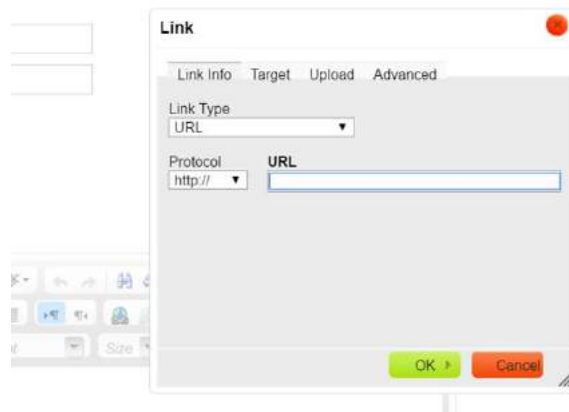 Link
Link Info Target Upload Advanced
Link Type
URL
Protocol URL
http://
Size
OK Cancel